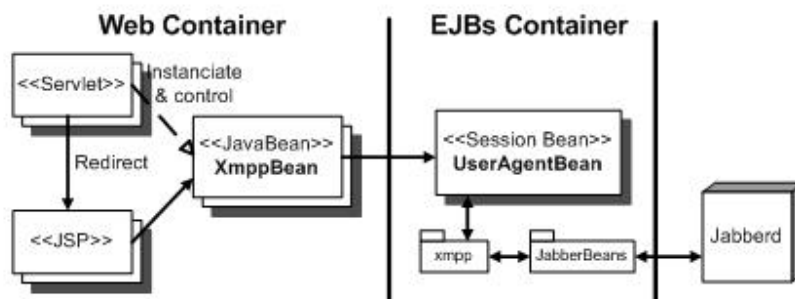 Web Container
EJBs Container
<<Servlet>>
Instanciate
& control
Redirect
<<JavaBean>>
XmppBean
<<Session Bean>>
UserAgentBean
<<JSP>>
xmpp
JabberBeans
Jabberd